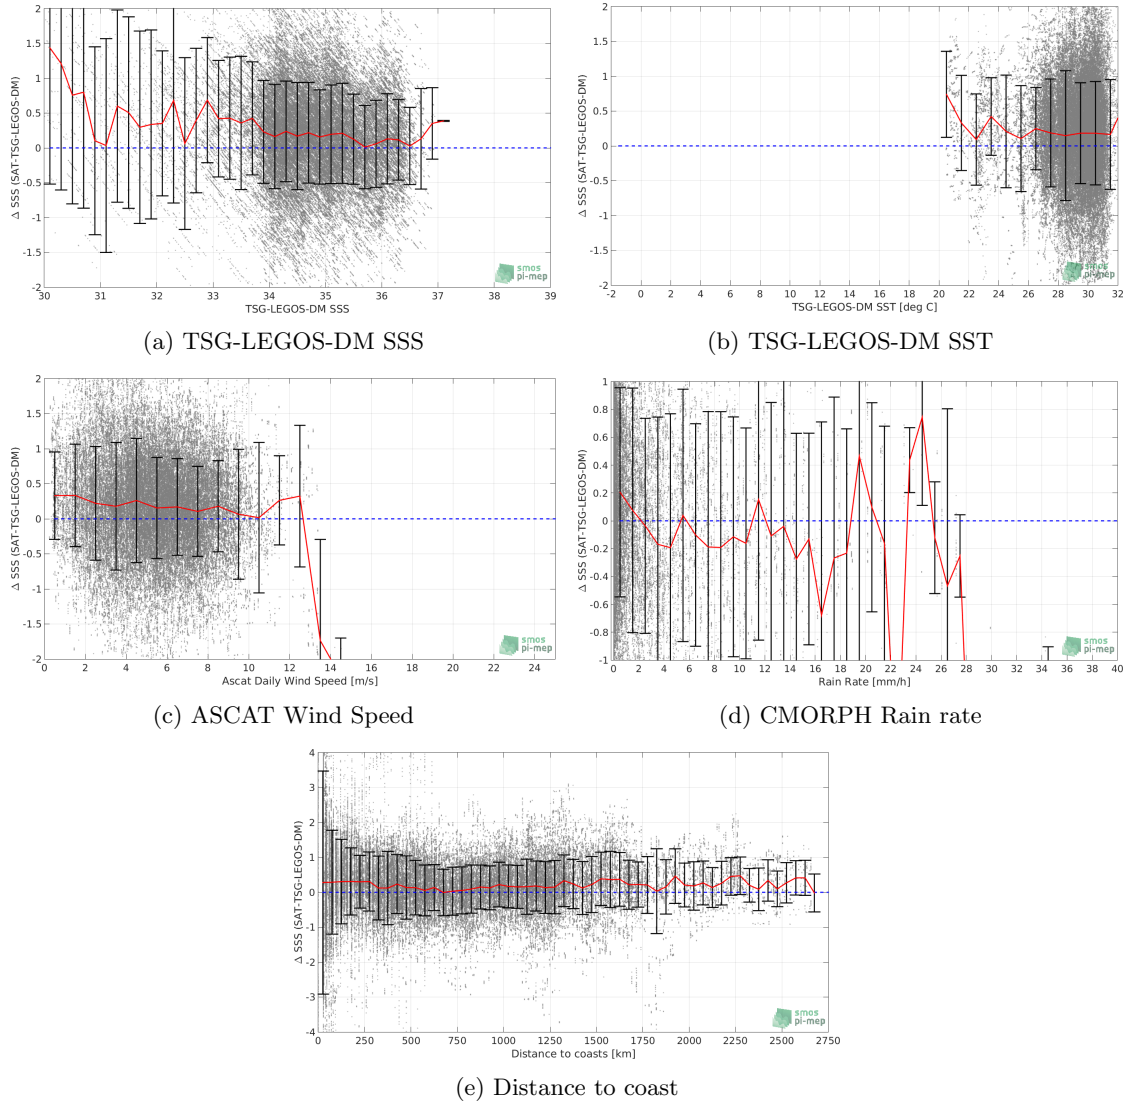 2
1.5
1
0.5
0
-0.5
-1
-1.5
-2
Δ SSS (SAT-TSG-LEGOS-DM)
30 31 32 33 34 35 36 37 38 39
TSG-LEGOS-DM SSS
smos
pi-mep
(a) TSG-LEGOS-DM SSS
2
1.5
1
0.5
0
-0.5
-1
-1.5
-2
Δ SSS (SAT-TSG-LEGOS-DM)
-2 0 2 4 6 8 10 12 14 16 18 20 22 24 26 28 30 32
TSG-LEGOS-DM SST [deg C]
smos
pi-mep
(b) TSG-LEGOS-DM SST
2
1.5
1
0.5
0
-0.5
-1
-1.5
-2
Δ SSS (SAT-TSG-LEGOS-DM)
0 2 4 6 8 10 12 14 16 18 20 22 24
Ascat Daily Wind Speed [m/s]
smos
pi-mep
(c) ASCAT Wind Speed
1
0.8
0.6
0.4
0.2
0
-0.2
-0.4
-0.6
-0.8
-1
Δ SSS (SAT-TSG-LEGOS-DM)
0 2 4 6 8 10 12 14 16 18 20 22 24 26 28 30 32 34 36 38 40
Rain Rate [mm/h]
smos
pi-mep
(d) CMORPH Rain rate
4
3
2
1
0
-1
-2
-3
-4
Δ SSS (SAT-TSG-LEGOS-DM)
0 250 500 750 1000 1250 1500 1750 2000 2250 2500 2750
Distance to coasts [km]
smos
pi-mep
(e) Distance to coast